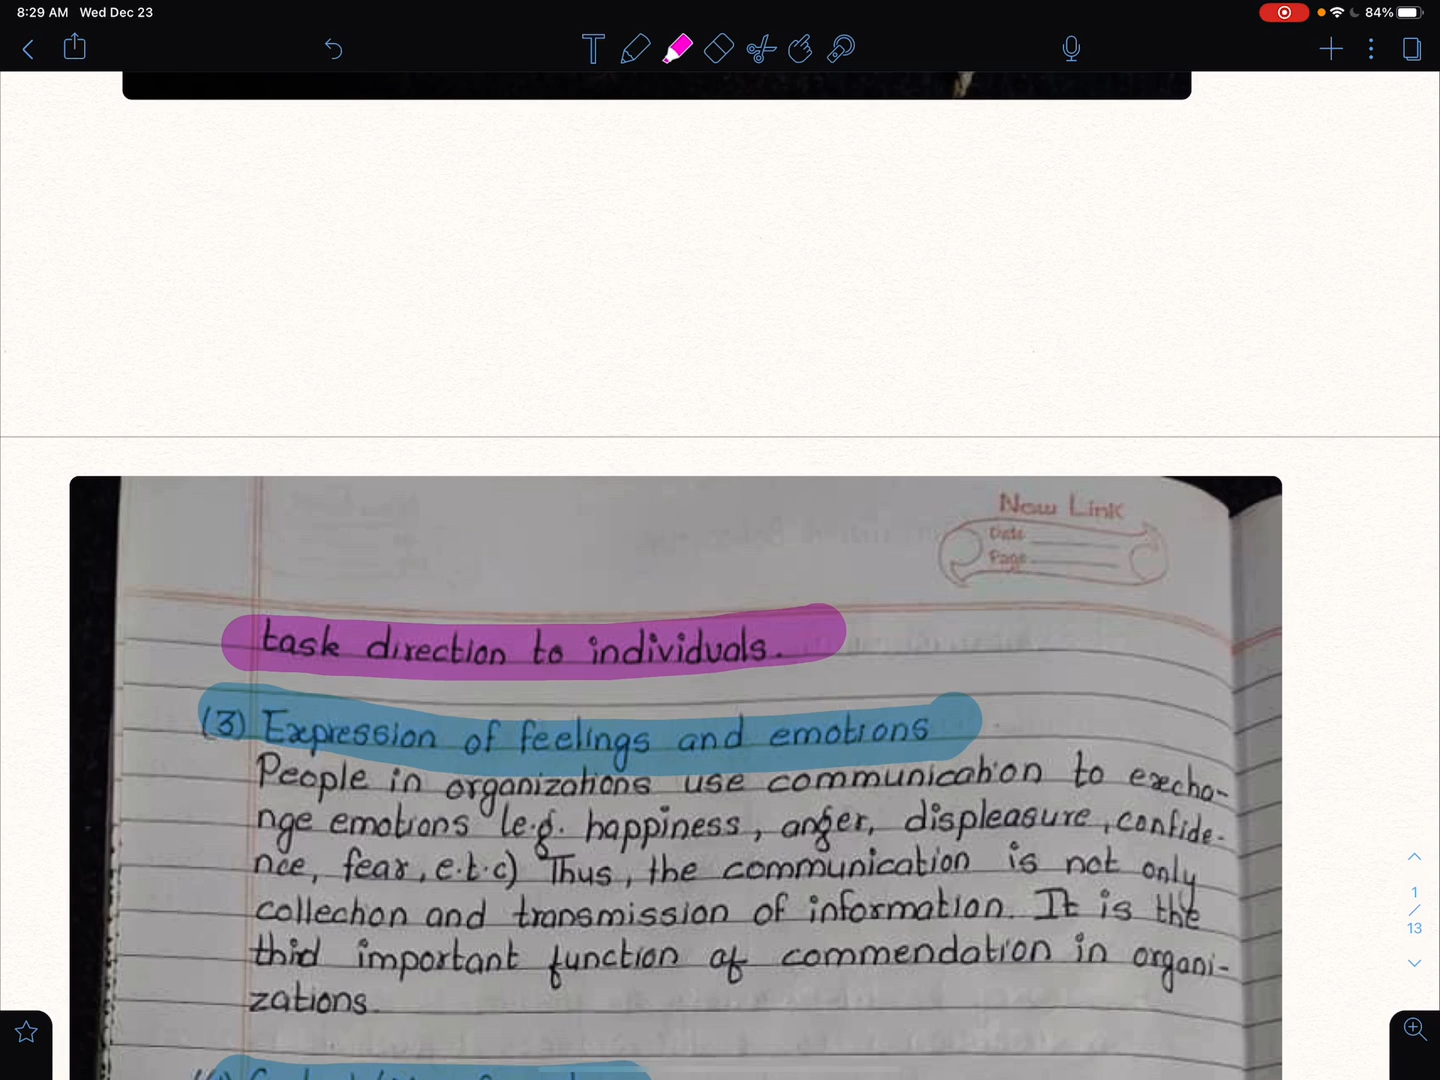 8:29 AM Wed Dec 23
84%
New Link
Date
Page
task direction to individuals.
(3) Expression of feelings and emotions
People in organizations use communication to excha-
nge emotions (e.g. happiness, anger, displeasure, confide-
nce, fear, e.t.c) Thus, the communication is not only
collection and transmission of information. It is the
thid important function of commendation in organi-
zations.
1
/
13